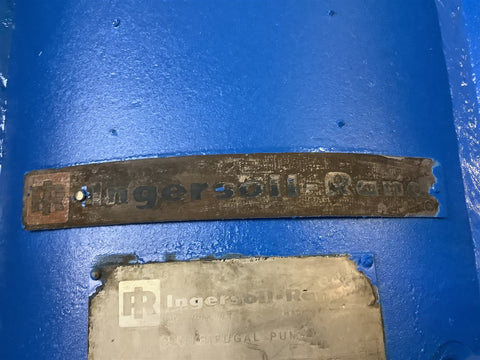 IR Ingersoll-Rand
IR Ingersoll-Rand
CENTRIFUGAL PUMP